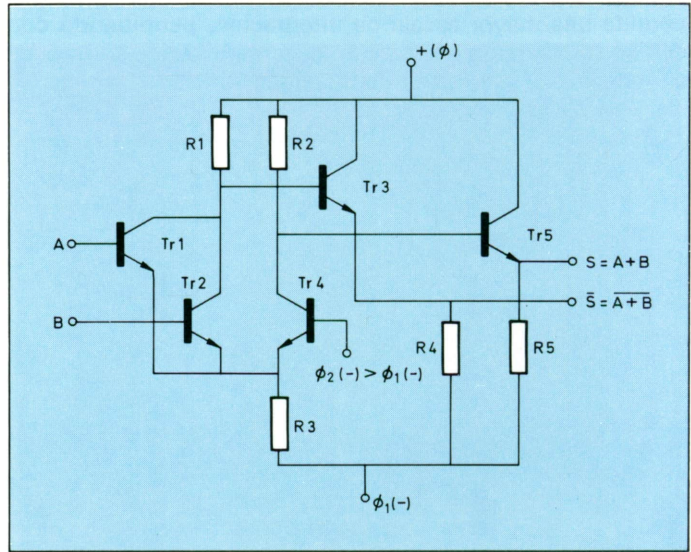 +(ϕ)
R1
R2
Tr3
A
Tr1
Tr5
S = A + B
Tr2
Tr4
S̅ = A̅+̅B̅
B
R4
R5
ϕ₂(-) > ϕ₁(-)
R3
ϕ₁(-)